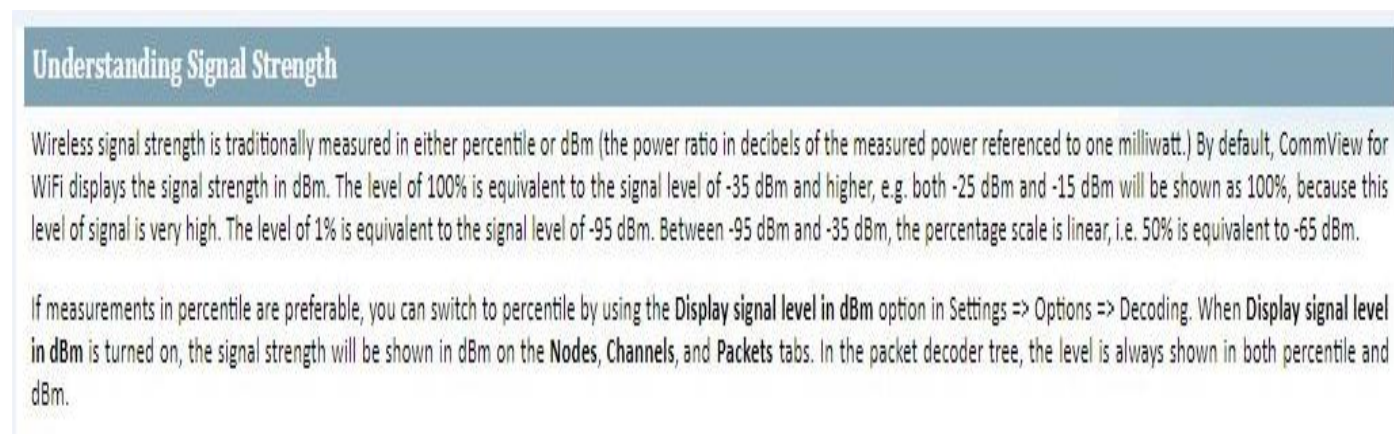 Understanding Signal Strength
Wireless signal strength is traditionally measured in either percentile or dBm (the power ratio in decibels of the measured power referenced to one milliwatt.) By default, CommView for
WiFi displays the signal strength in dBm. The level of 100% is equivalent to the signal level of -35 dBm and higher, e.g. both -25 dBm and -15 dBm will be shown as 100%, because this
level of signal is very high. The level of 1% is equivalent to the signal level of -95 dBm. Between -95 dBm and -35 dBm, the percentage scale is linear, i.e. 50% is equivalent to -65 dBm.
If measurements in percentile are preferable, you can switch to percentile by using the Display signal level in dBm option in Settings => Options => Decoding. When Display signal level
in dBm is turned on, the signal strength will be shown in dBm on the Nodes, Channels, and Packets tabs. In the packet decoder tree, the level is always shown in both percentile and
dBm.